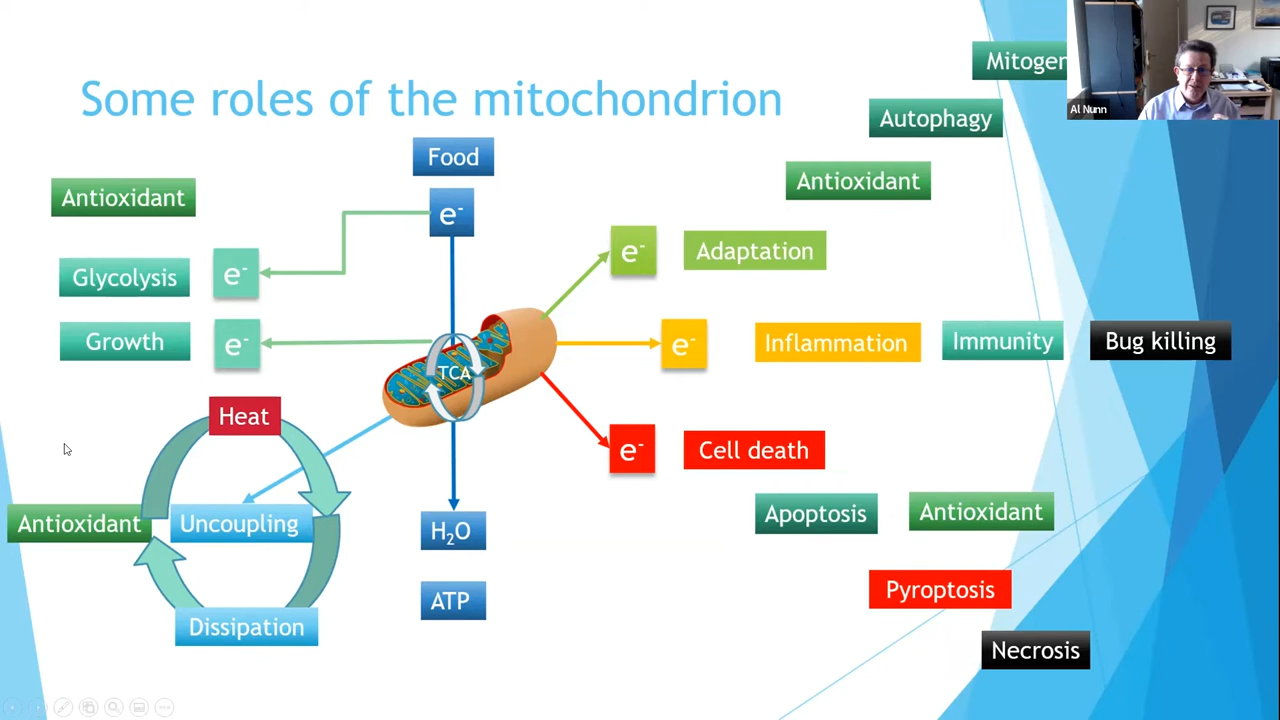 Some roles of the mitochondrion
Mitogen
Al Nunn
Autophagy
Antioxidant
Food
e-
Antioxidant
Glycolysis
e-
Growth
e-
e-
Adaptation
TCA
e-
Inflammation
Immunity
Bug killing
Heat
e-
Cell death
Antioxidant
Uncoupling
Dissipation
H₂O
ATP
Apoptosis
Antioxidant
Pyroptosis
Necrosis